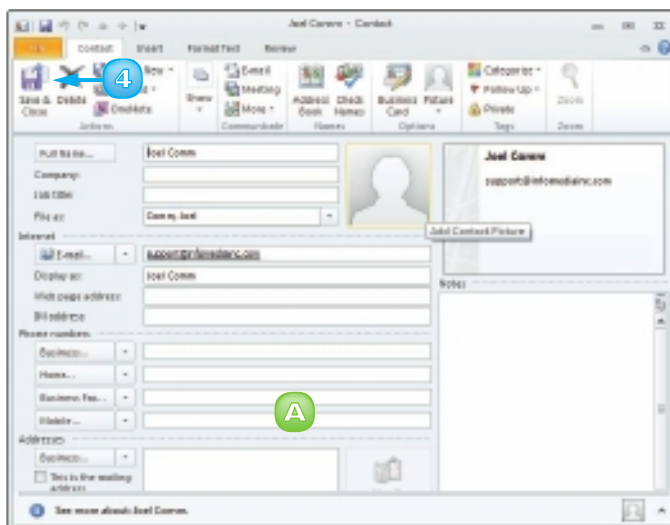 Joel Comm - Contact
Contact Insert Format Text Review
4
Save & Close Delete OneNote
Actions
Show
E-mail
Meeting
More
Communicate
Address Book Check Names
Names
Business Card Picture
Options
Categorize
Follow Up
Private
Tags
Zoom
Zoom
Full Name... Joel Comm
Company:
Job title:
File as: Comm, Joel
Joel Comm
support@infomediainc.com
Add Contact Picture
Internet
E-mail... support@infomediainc.com
Display as: Joel Comm
Web page address:
IM address:
Notes
Phone numbers
Business...
Home...
Business Fax...
Mobile...
A
Addresses
Business...
This is the mailing
address
See more about: Joel Comm.